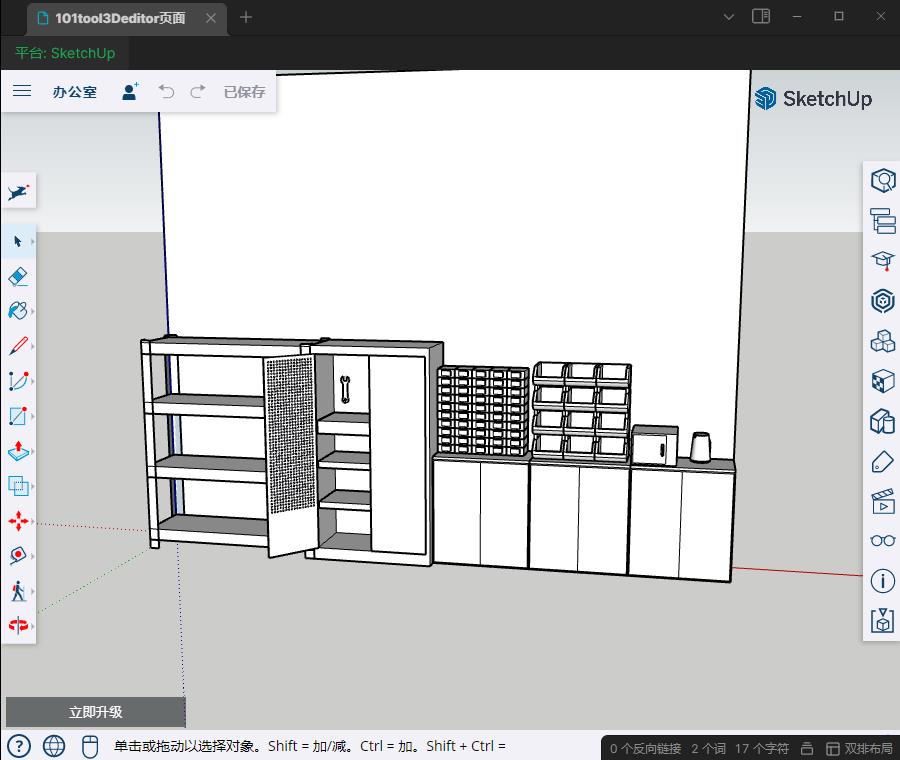 101tool3Deditor页面
平台: SketchUp
办公室 已保存
SketchUp
立即升级
单击或拖动以选择对象。Shift = 加/减。Ctrl = 加。Shift + Ctrl =
0 个反向链接 2 个词 17 个字符 双排布局